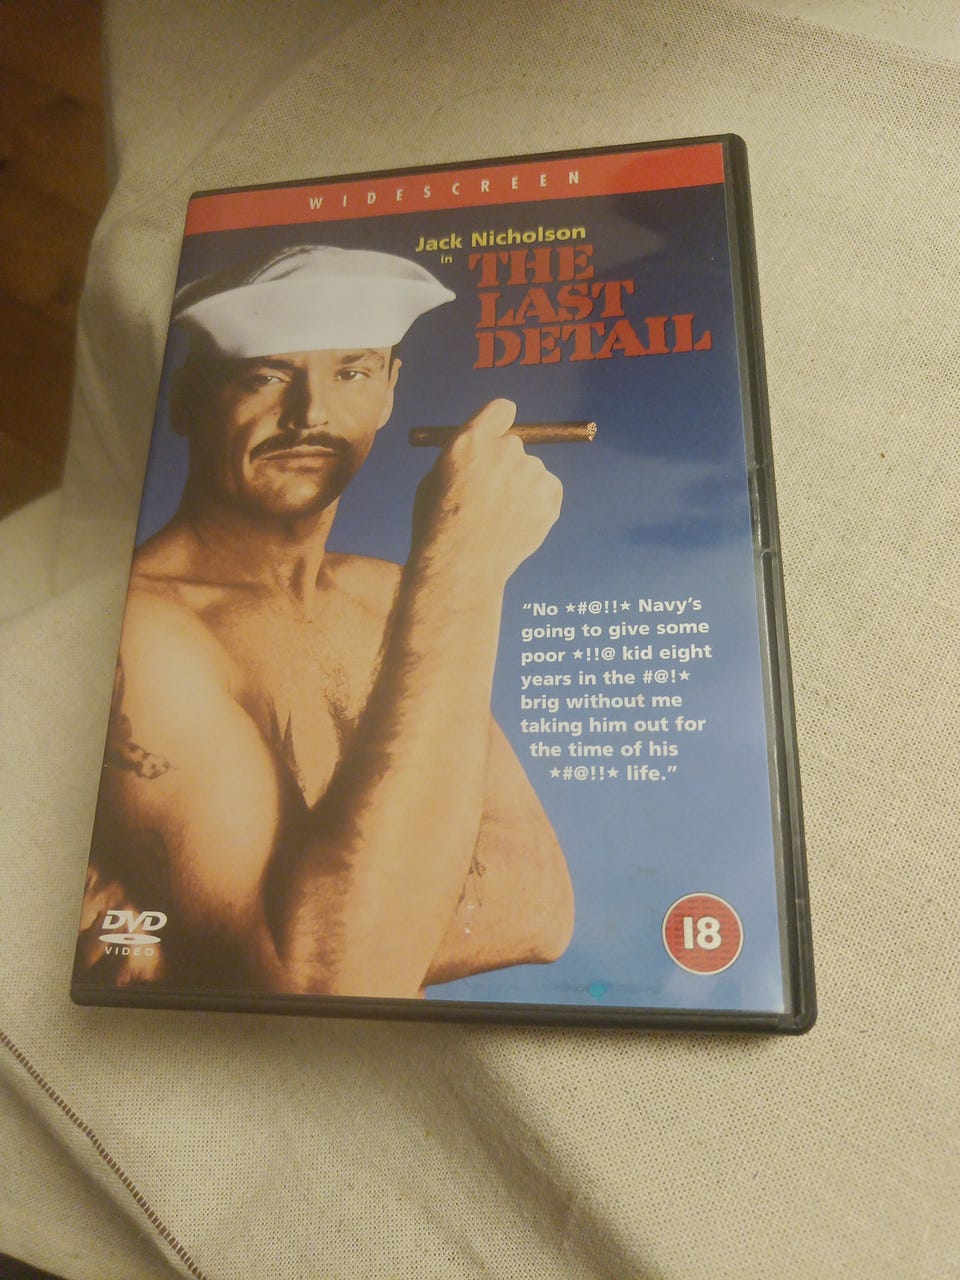 WIDESCREEN
Jack Nicholson
in
THE
LAST
DETAIL
“No ★#@!!★ Navy’s
going to give some
poor ★!!@ kid eight
years in the #@!★
brig without me
taking him out for
the time of his
★#@!!★ life.”
DVD
VIDEO
18